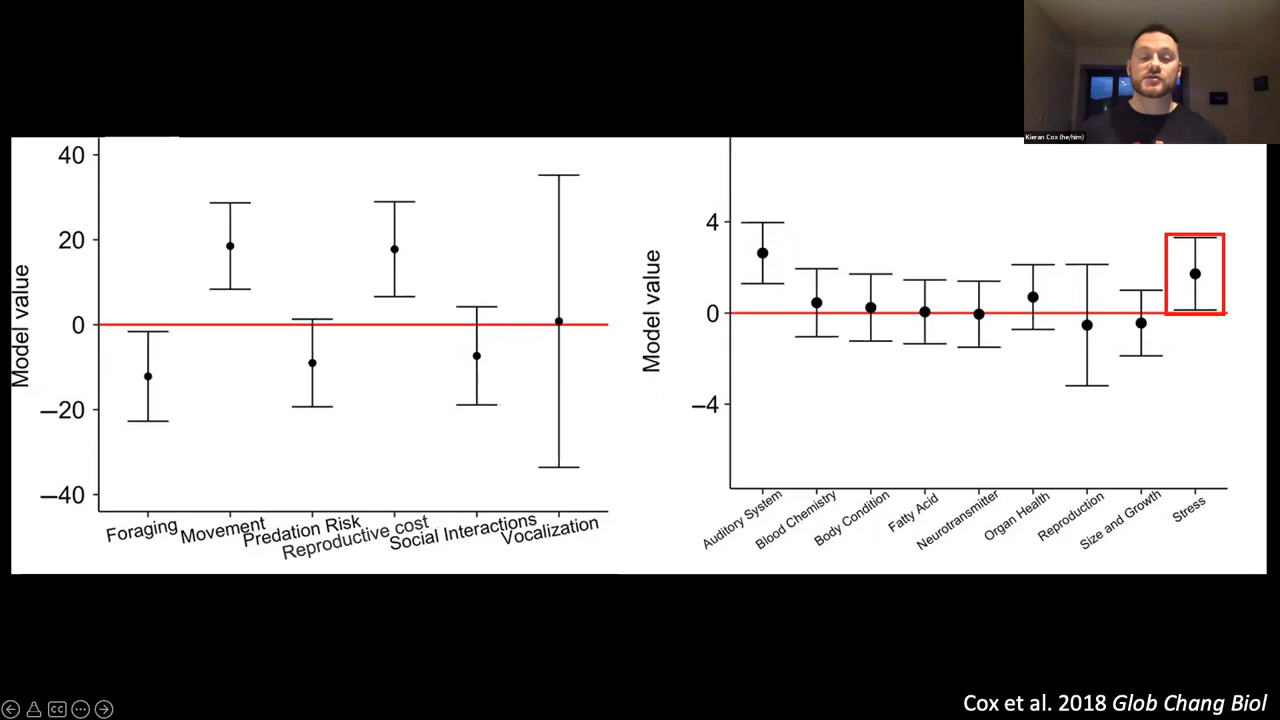 Kieran Cox (he/him)
40
20
0
−20
−40
Model value
Foraging
Movement
Predation Risk
Reproductive cost
Social Interactions
Vocalization
4
0
−4
Model value
Auditory System
Blood Chemistry
Body Condition
Fatty Acid
Neurotransmitter
Organ Health
Reproduction
Size and Growth
Stress
CC
Cox et al. 2018 Glob Chang Biol